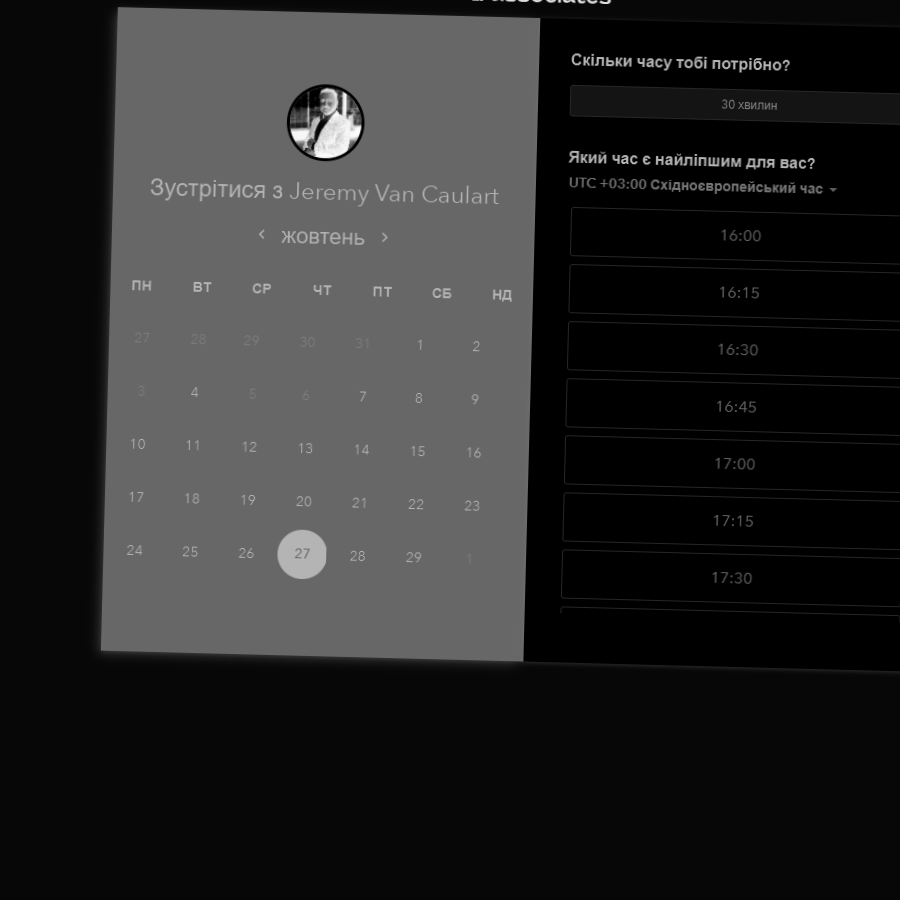 associates
Зустрітися з Jeremy Van Caulart
жовтень
ПН ВТ СР ЧТ ПТ СБ НД
27 28 29 30 31 1 2
3 4 5 6 7 8 9
10 11 12 13 14 15 16
17 18 19 20 21 22 23
24 25 26 27 28 29 1
Скільки часу тобі потрібно?
30 хвилин
Який час є найліпшим для вас?
UTC +03:00 Східноєвропейський час
16:00
16:15
16:30
16:45
17:00
17:15
17:30